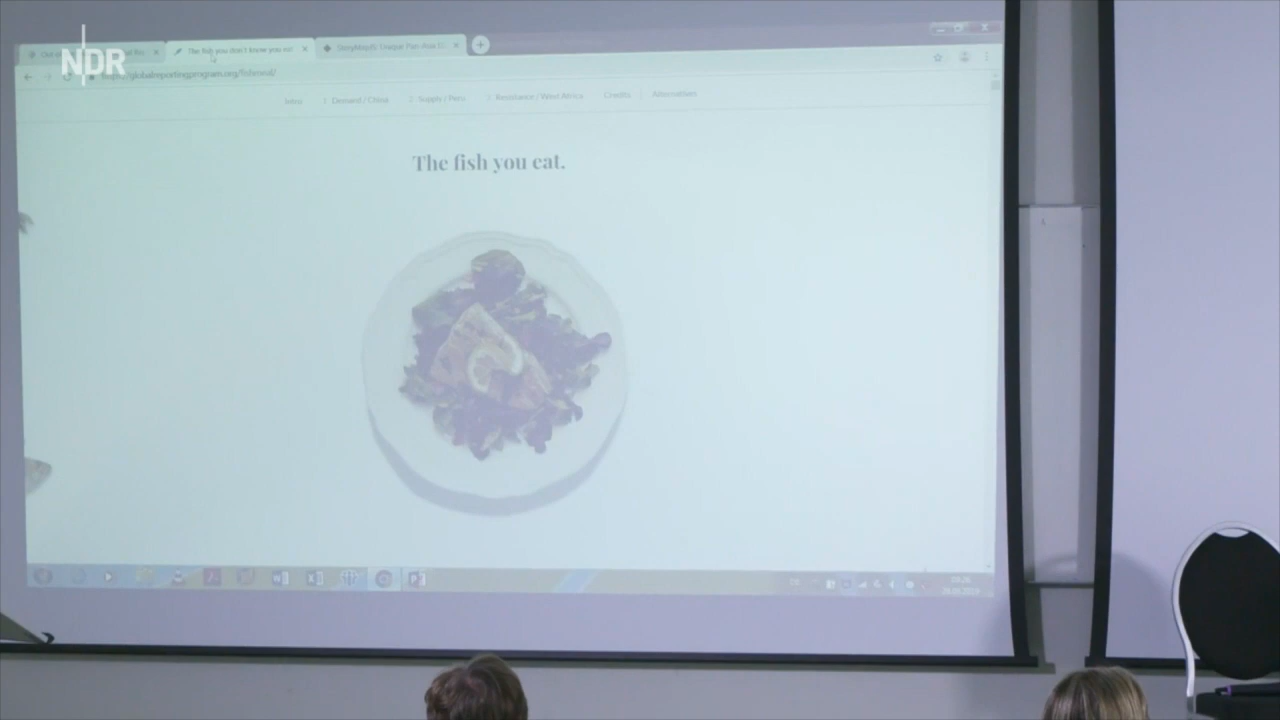 NDR
The fish you don't know you eat
globalreportingprogram.org/fishmeal/
Intro 1 Demand / China 2 Supply / Peru 3 Resistance / West Africa Credits Alternatives
The fish you eat.